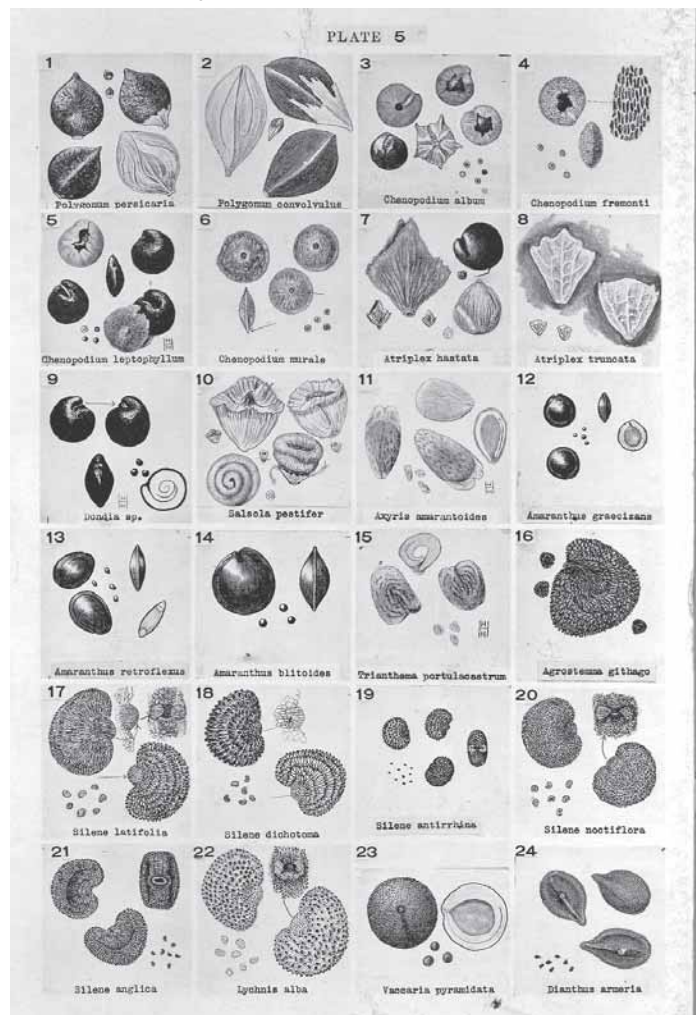 PLATE 5
1
Polygonum persicaria
2
Polygonum convolvulus
3
Chenopodium album
4
Chenopodium fremonti
5
Chenopodium leptophyllum
6
Chenopodium murale
7
Atriplex hastata
8
Atriplex truncata
9
Dondia sp.
10
Salsola pestifer
11
Axyris amarantoides
12
Amaranthus graecizans
13
Amaranthus retroflexus
14
Amaranthus blitoides
15
Trianthema portulacastrum
16
Agrostemma githago
17
Silene latifolia
18
Silene dichotoma
19
Silene antirrhina
20
Silene noctiflora
21
Silene anglica
22
Lychnis alba
23
Vaccaria pyramidata
24
Dianthus armeria